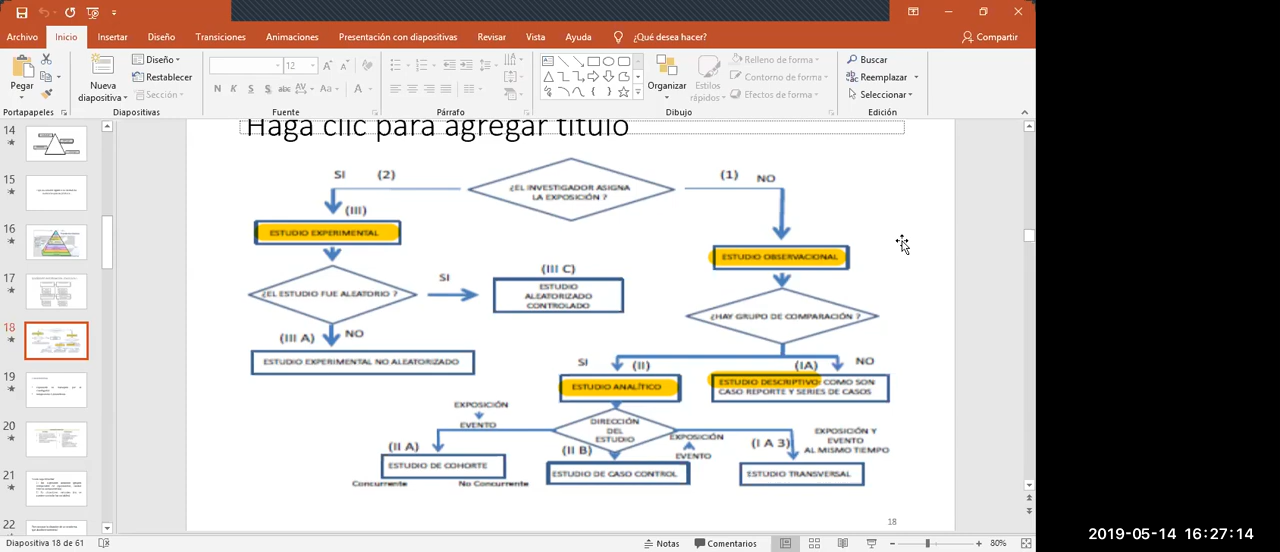 Archivo Inicio Insertar Diseño Transiciones Animaciones Presentación con diapositivas Revisar Vista Ayuda ¿Qué desea hacer? Compartir
Pegar
Nueva
diapositiva
Diseño
Restablecer
Sección
12
N K S S abc AV Aa A
Organizar
Estilos
rápidos
Relleno de forma
Contorno de forma
Efectos de forma
Buscar
Reemplazar
Seleccionar
Portapapeles Diapositivas Fuente Párrafo Dibujo Edición
14
15
16
17
18
19
20
21
22
Haga clic para agregar título
¿EL INVESTIGADOR ASIGNA
LA EXPOSICIÓN ?
SI (2)
(1) NO
(III)
ESTUDIO EXPERIMENTAL
ESTUDIO OBSERVACIONAL
¿EL ESTUDIO FUE ALEATORIO ?
SI
(III C)
ESTUDIO
ALEATORIZADO
CONTROLADO
¿HAY GRUPO DE COMPARACIÓN ?
(III A) NO
ESTUDIO EXPERIMENTAL NO ALEATORIZADO
SI (II)
(IA) NO
ESTUDIO ANALÍTICO
ESTUDIO DESCRIPTIVO: COMO SON
CASO REPORTE Y SERIES DE CASOS
EXPOSICIÓN
EVENTO
DIRECCIÓN
DEL
ESTUDIO
EXPOSICIÓN
EVENTO
EXPOSICIÓN Y
EVENTO
AL MISMO TIEMPO
(II A)
(II B)
(I A 3)
ESTUDIO DE COHORTE
ESTUDIO DE CASO CONTROL
ESTUDIO TRANSVERSAL
Concurrente No Concurrente
18
Diapositiva 18 de 61 Notas Comentarios 80%
2019-05-14 16:27:14